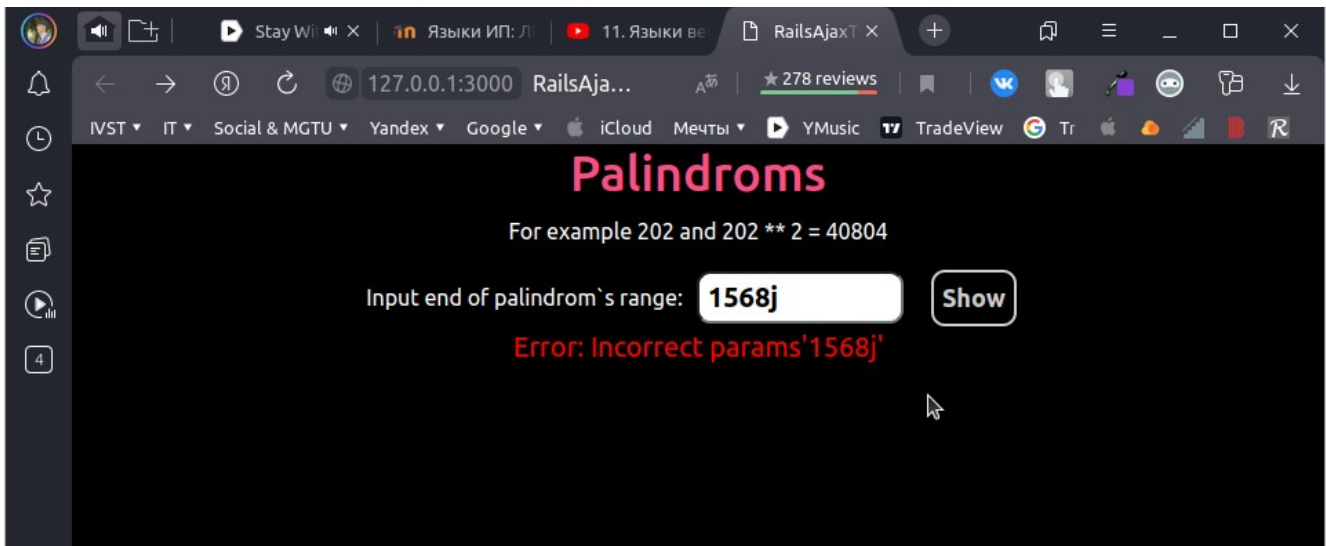 Stay Wi
Языки ИП: Л
11. Языки ве
RailsAjaxT
Я
127.0.0.1:3000 RailsAja...
★ 278 reviews
IVST IT Social & MGTU Yandex Google iCloud Мечты YMusic TradeView Tr
Palindroms
For example 202 and 202 ** 2 = 40804
Input end of palindrom`s range: 1568j Show
Error: Incorrect params'1568j'
4